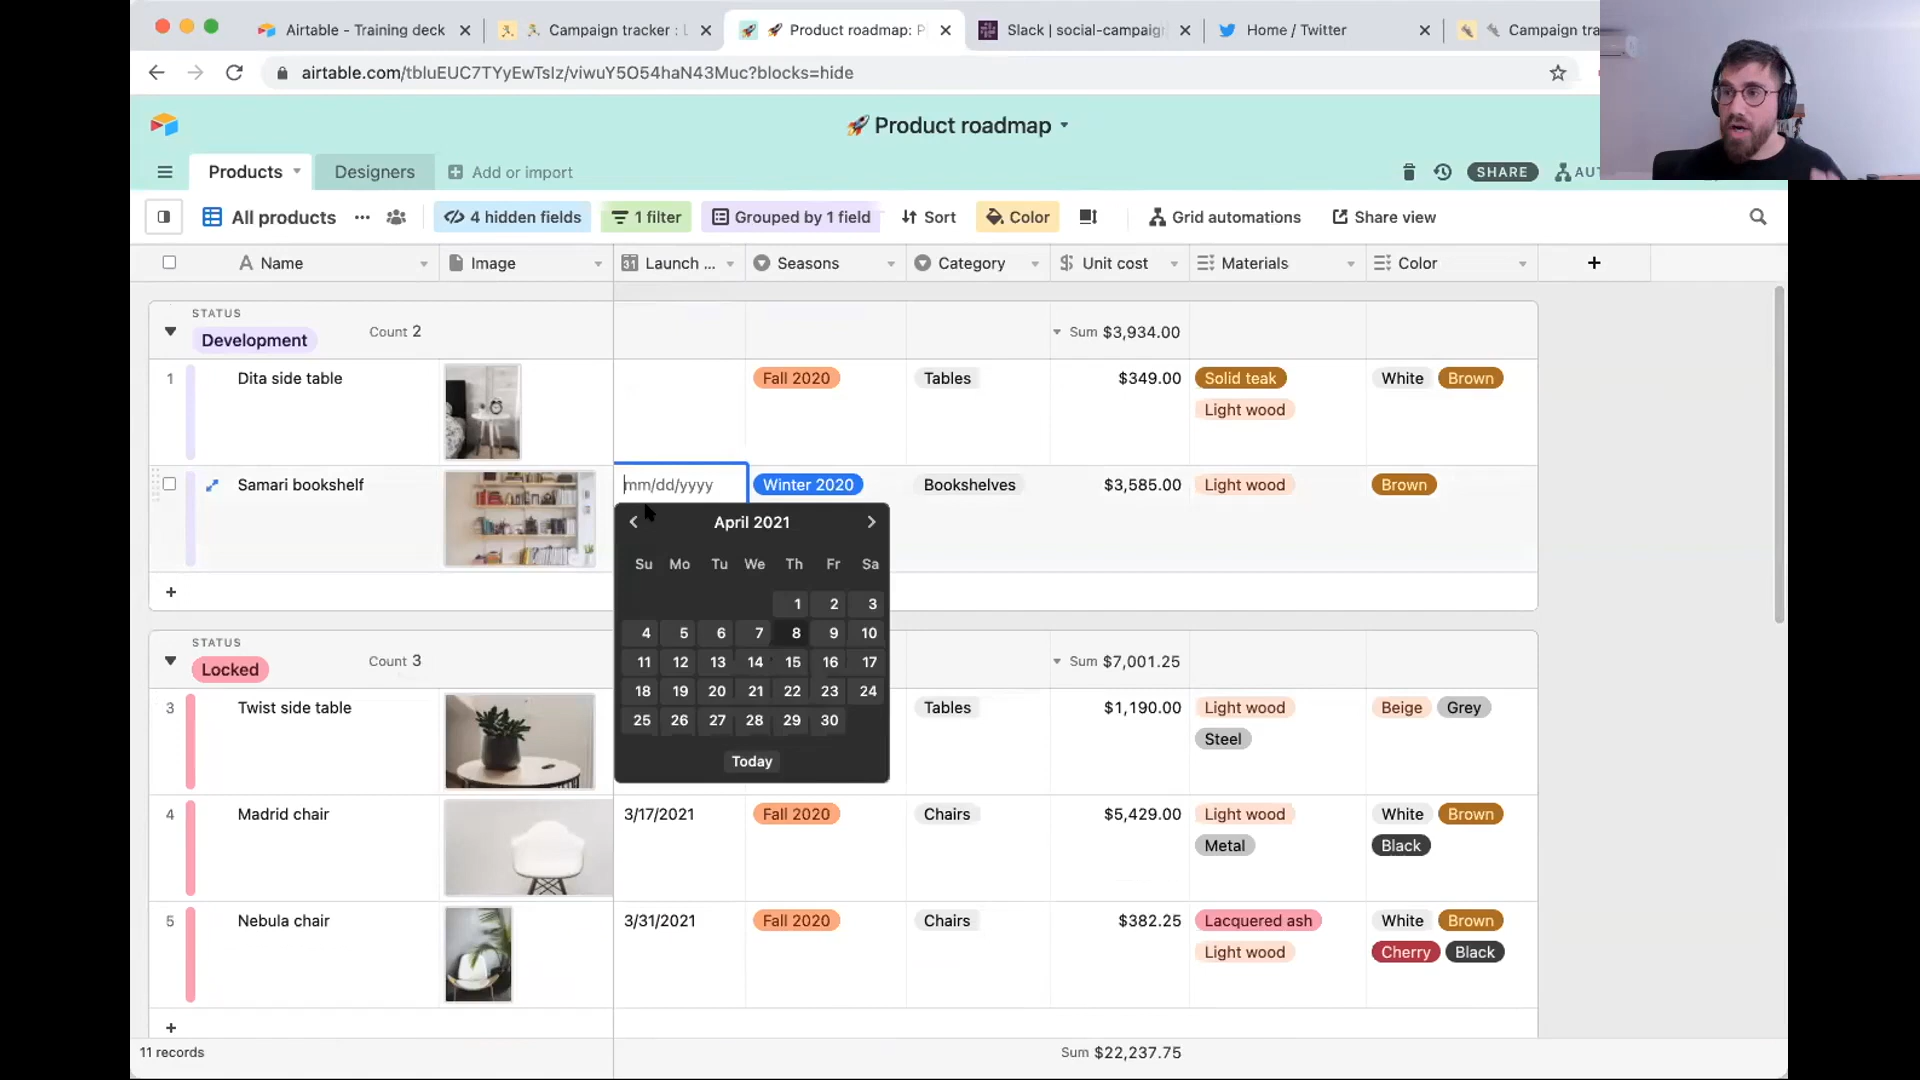 Airtable - Training deck
Campaign tracker : L
Product roadmap: P
Slack | social-campaign
Home / Twitter
Campaign tra
airtable.com/tbluEUC7TYyEwTslz/viwuY5O54haN43Muc?blocks=hide
Product roadmap
Products
Designers
Add or import
SHARE
AU
All products
4 hidden fields
1 filter
Grouped by 1 field
Sort
Color
Grid automations
Share view
Name
Image
Launch ...
Seasons
Category
Unit cost
Materials
Color
STATUS
Development
Count 2
Sum $3,934.00
1
Dita side table
Fall 2020
Tables
$349.00
Solid teak
Light wood
White
Brown
Samari bookshelf
mm/dd/yyyy
Winter 2020
Bookshelves
$3,585.00
Light wood
Brown
April 2021
Su Mo Tu We Th Fr Sa
1 2 3
4 5 6 7 8 9 10
11 12 13 14 15 16 17
18 19 20 21 22 23 24
25 26 27 28 29 30
Today
STATUS
Locked
Count 3
Sum $7,001.25
3
Twist side table
Tables
$1,190.00
Light wood
Steel
Beige
Grey
4
Madrid chair
3/17/2021
Fall 2020
Chairs
$5,429.00
Light wood
Metal
White
Brown
Black
5
Nebula chair
3/31/2021
Fall 2020
Chairs
$382.25
Lacquered ash
Light wood
White
Brown
Cherry
Black
11 records
Sum $22,237.75